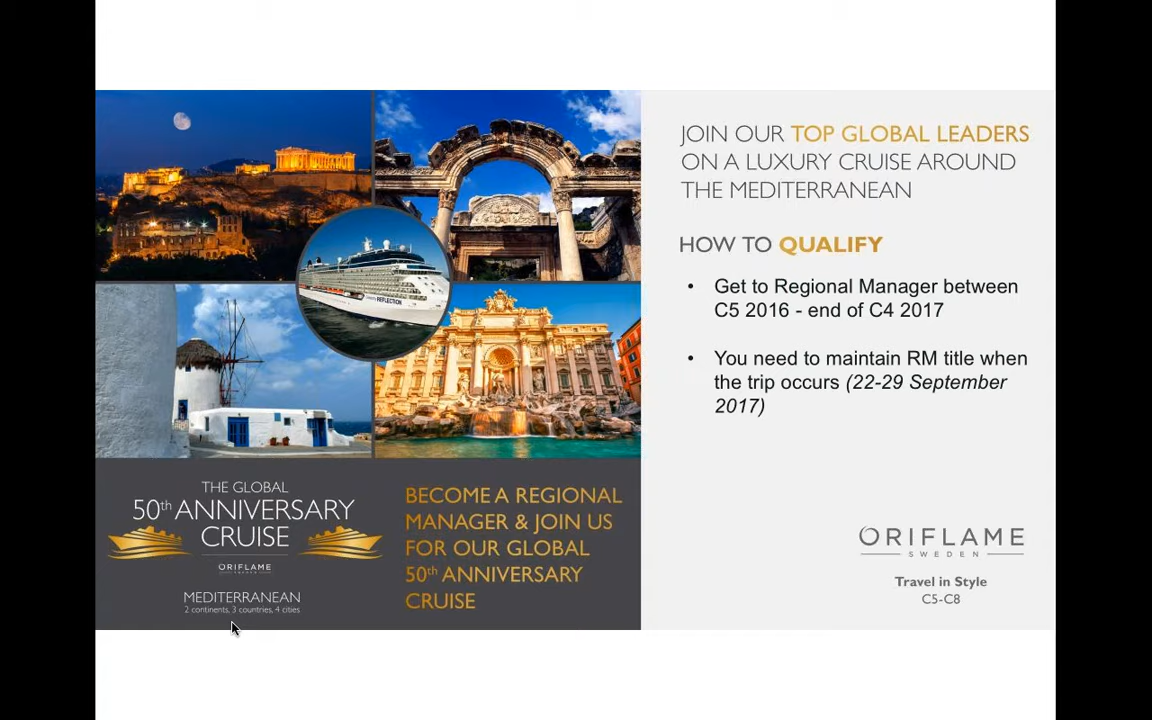 JOIN OUR TOP GLOBAL LEADERS
ON A LUXURY CRUISE AROUND
THE MEDITERRANEAN
HOW TO QUALIFY
• Get to Regional Manager between
C5 2016 - end of C4 2017
• You need to maintain RM title when
the trip occurs (22-29 September
2017)
REFLECTION
THE GLOBAL
50th ANNIVERSARY
CRUISE
ORIFLAME
MEDITERRANEAN
2 continents, 3 countries, 4 cities
BECOME A REGIONAL
MANAGER & JOIN US
FOR OUR GLOBAL
50th ANNIVERSARY
CRUISE
ORIFLAME
SWEDEN
Travel in Style
C5-C8